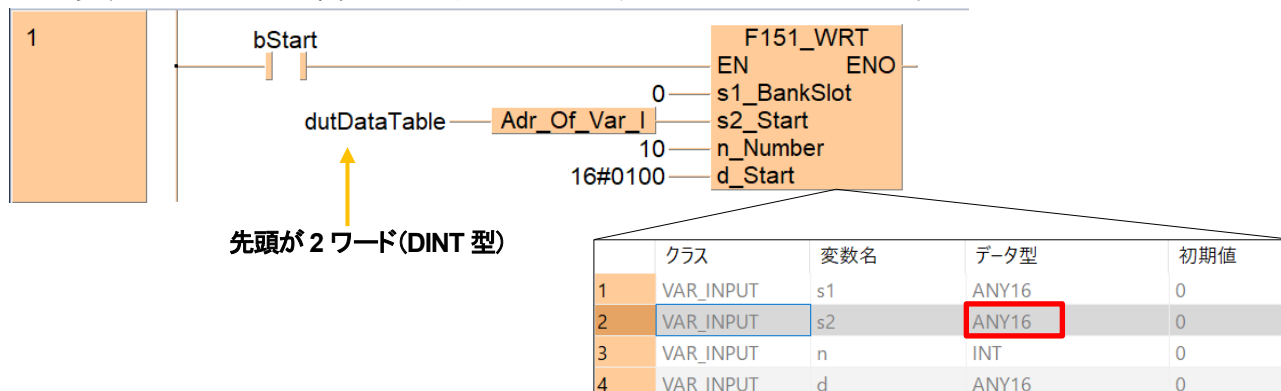 1
bStart
F151_WRT
EN ENO
0 s1_BankSlot
dutDataTable Adr_Of_Var_I s2_Start
10 n_Number
16#0100 d_Start
先頭が 2 ワード(DINT 型)
クラス 変数名 データ型 初期値
1 VAR_INPUT s1 ANY16 0
2 VAR_INPUT s2 ANY16 0
3 VAR_INPUT n INT 0
4 VAR_INPUT d ANY16 0